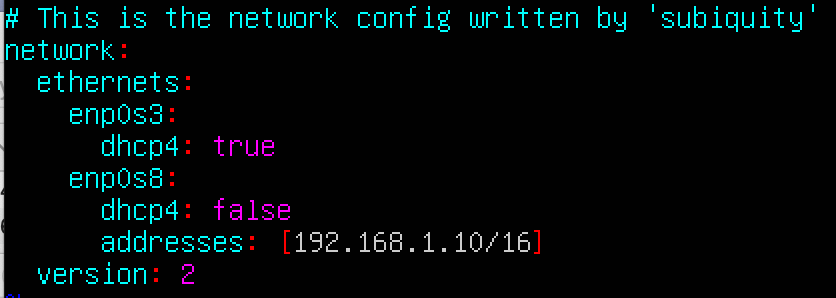 # This is the network config written by 'subiquity'
network:
  ethernets:
    enp0s3:
      dhcp4: true
    enp0s8:
      dhcp4: false
      addresses: [192.168.1.10/16]
  version: 2